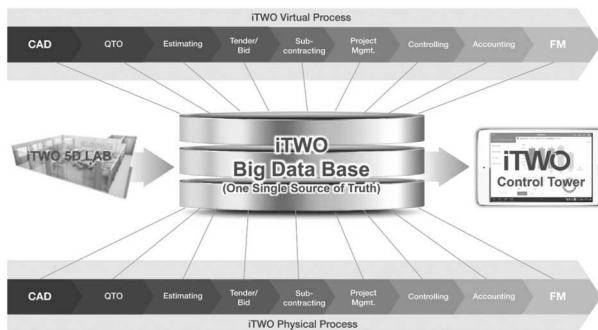 iTWO Virtual Process
CAD
QTO
Estimating
Tender/
Bid
Sub-
contracting
Project
Mgmt.
Controlling
Accounting
FM
iTWO 5D LAB
iTWO
Big Data Base
(One Single Source of Truth)
iTWO
Control Tower
CAD
QTO
Estimating
Tender/
Bid
Sub-
contracting
Project
Mgmt.
Controlling
Accounting
FM
iTWO Physical Process